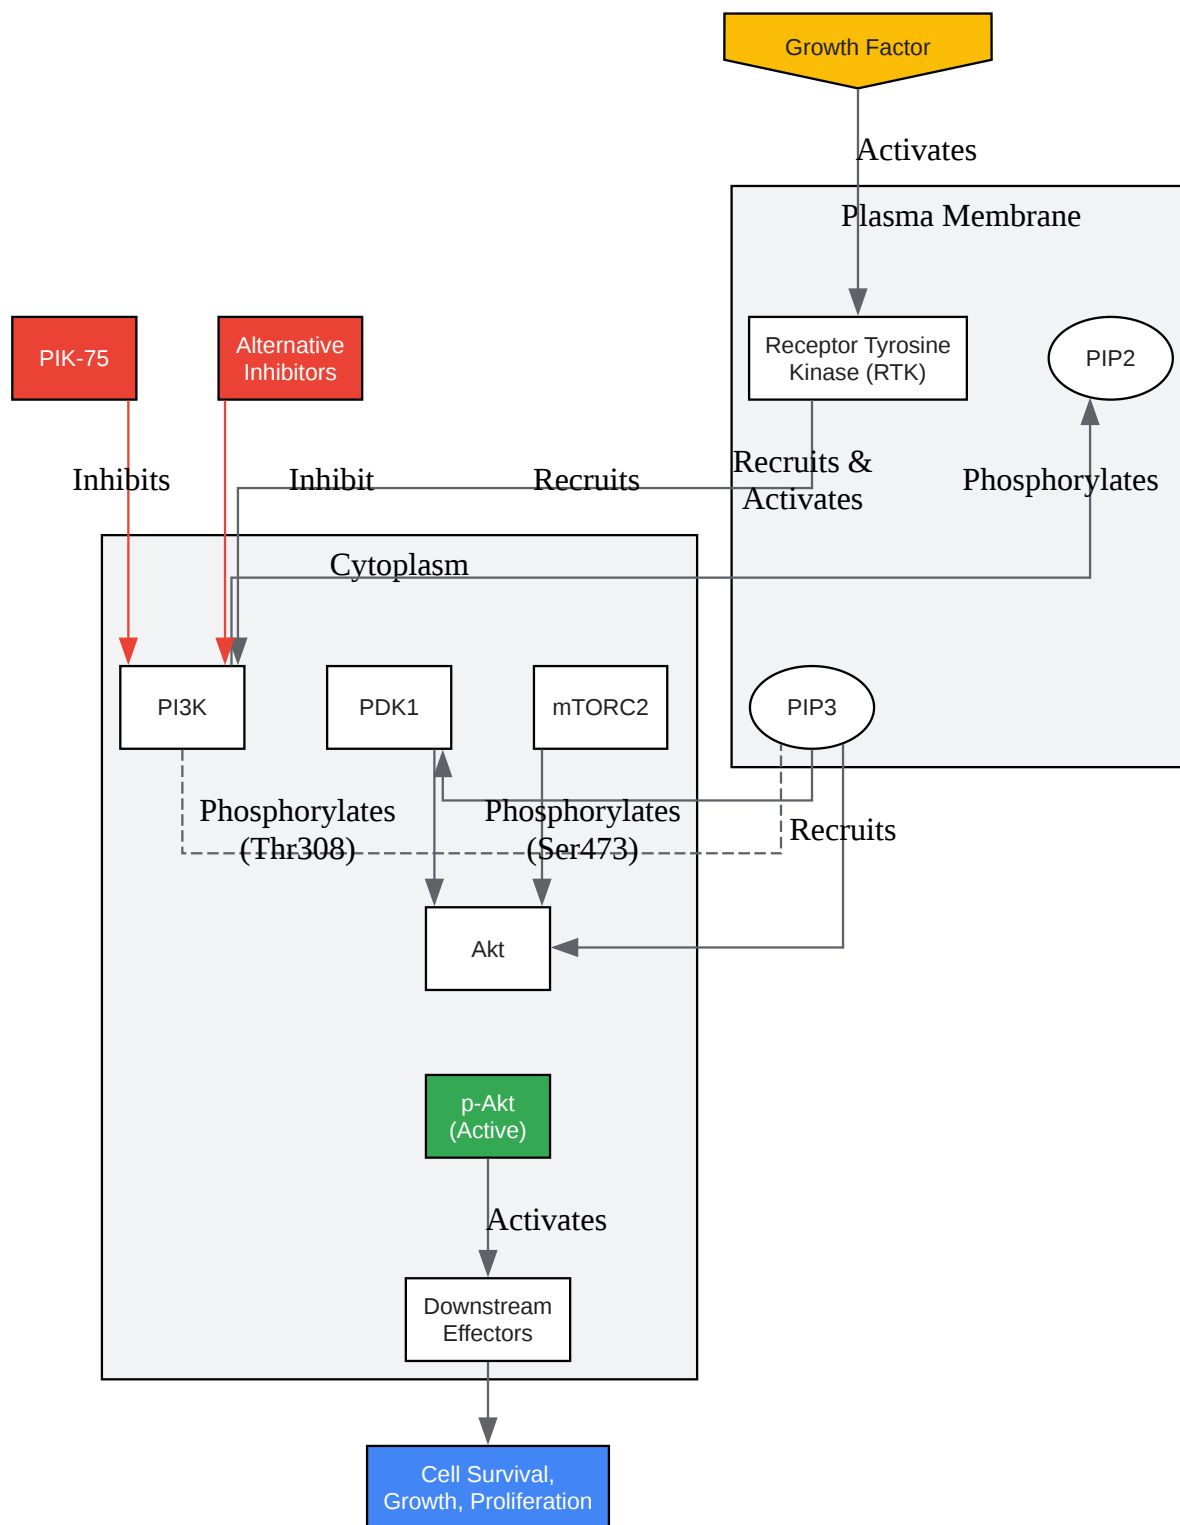 Growth Factor
Activates
Plasma Membrane
PIK-75
Alternative
Inhibitors
Receptor Tyrosine
Kinase (RTK)
PIP2
Inhibits
Inhibit
Recruits
Recruits &
Activates
Phosphorylates
Cytoplasm
PI3K
PDK1
mTORC2
PIP3
Phosphorylates
(Thr308)
Phosphorylates
(Ser473)
Recruits
Akt
p-Akt
(Active)
Activates
Downstream
Effectors
Cell Survival,
Growth, Proliferation